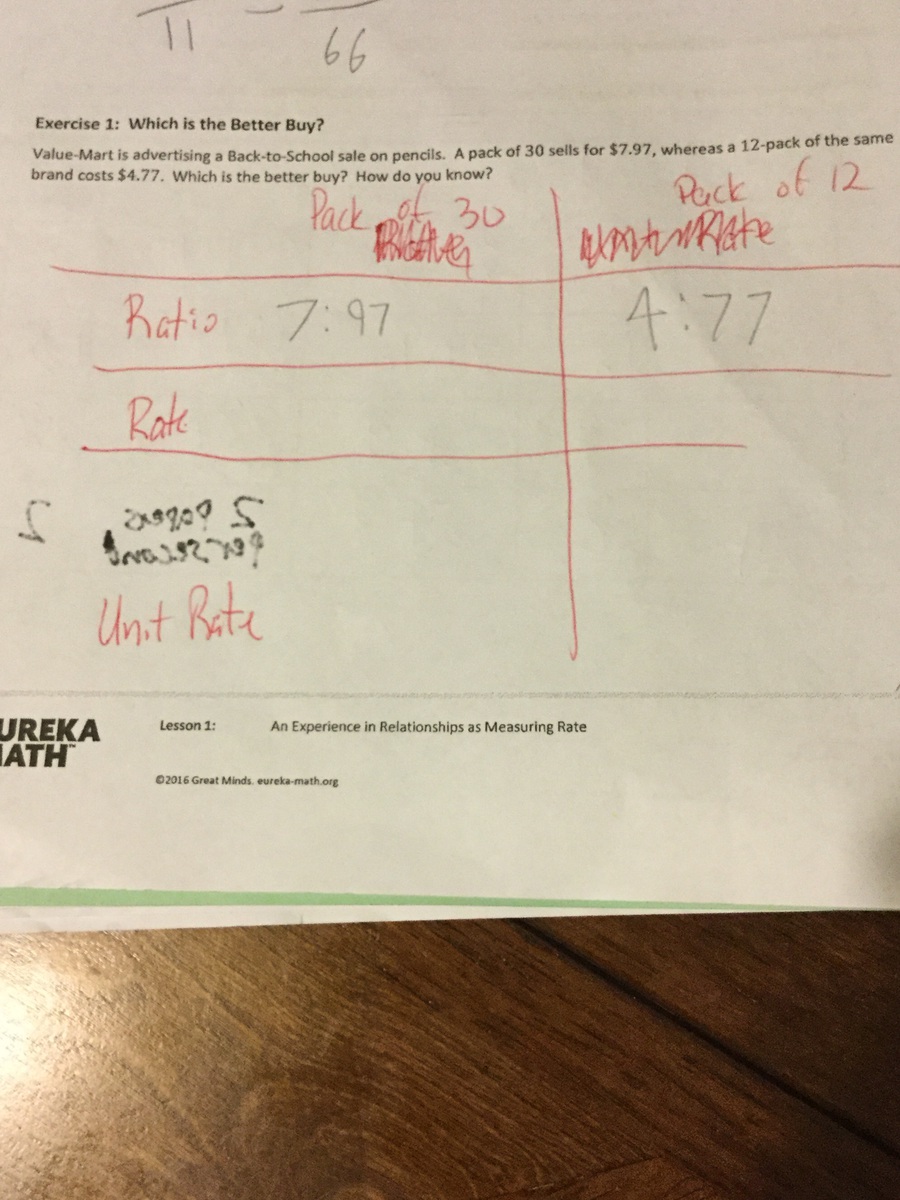 11 — 66
Exercise 1: Which is the Better Buy?
Value-Mart is advertising a Back-to-School sale on pencils. A pack of 30 sells for $7.97, whereas a 12-pack of the same
brand costs $4.77. Which is the better buy? How do you know?
Pack of 30 Pack of 12
Rate
Ratio 7:97 4:77
Rate
Unit Rate
UREKA
MATH™
Lesson 1: An Experience in Relationships as Measuring Rate
©2016 Great Minds. eureka-math.org